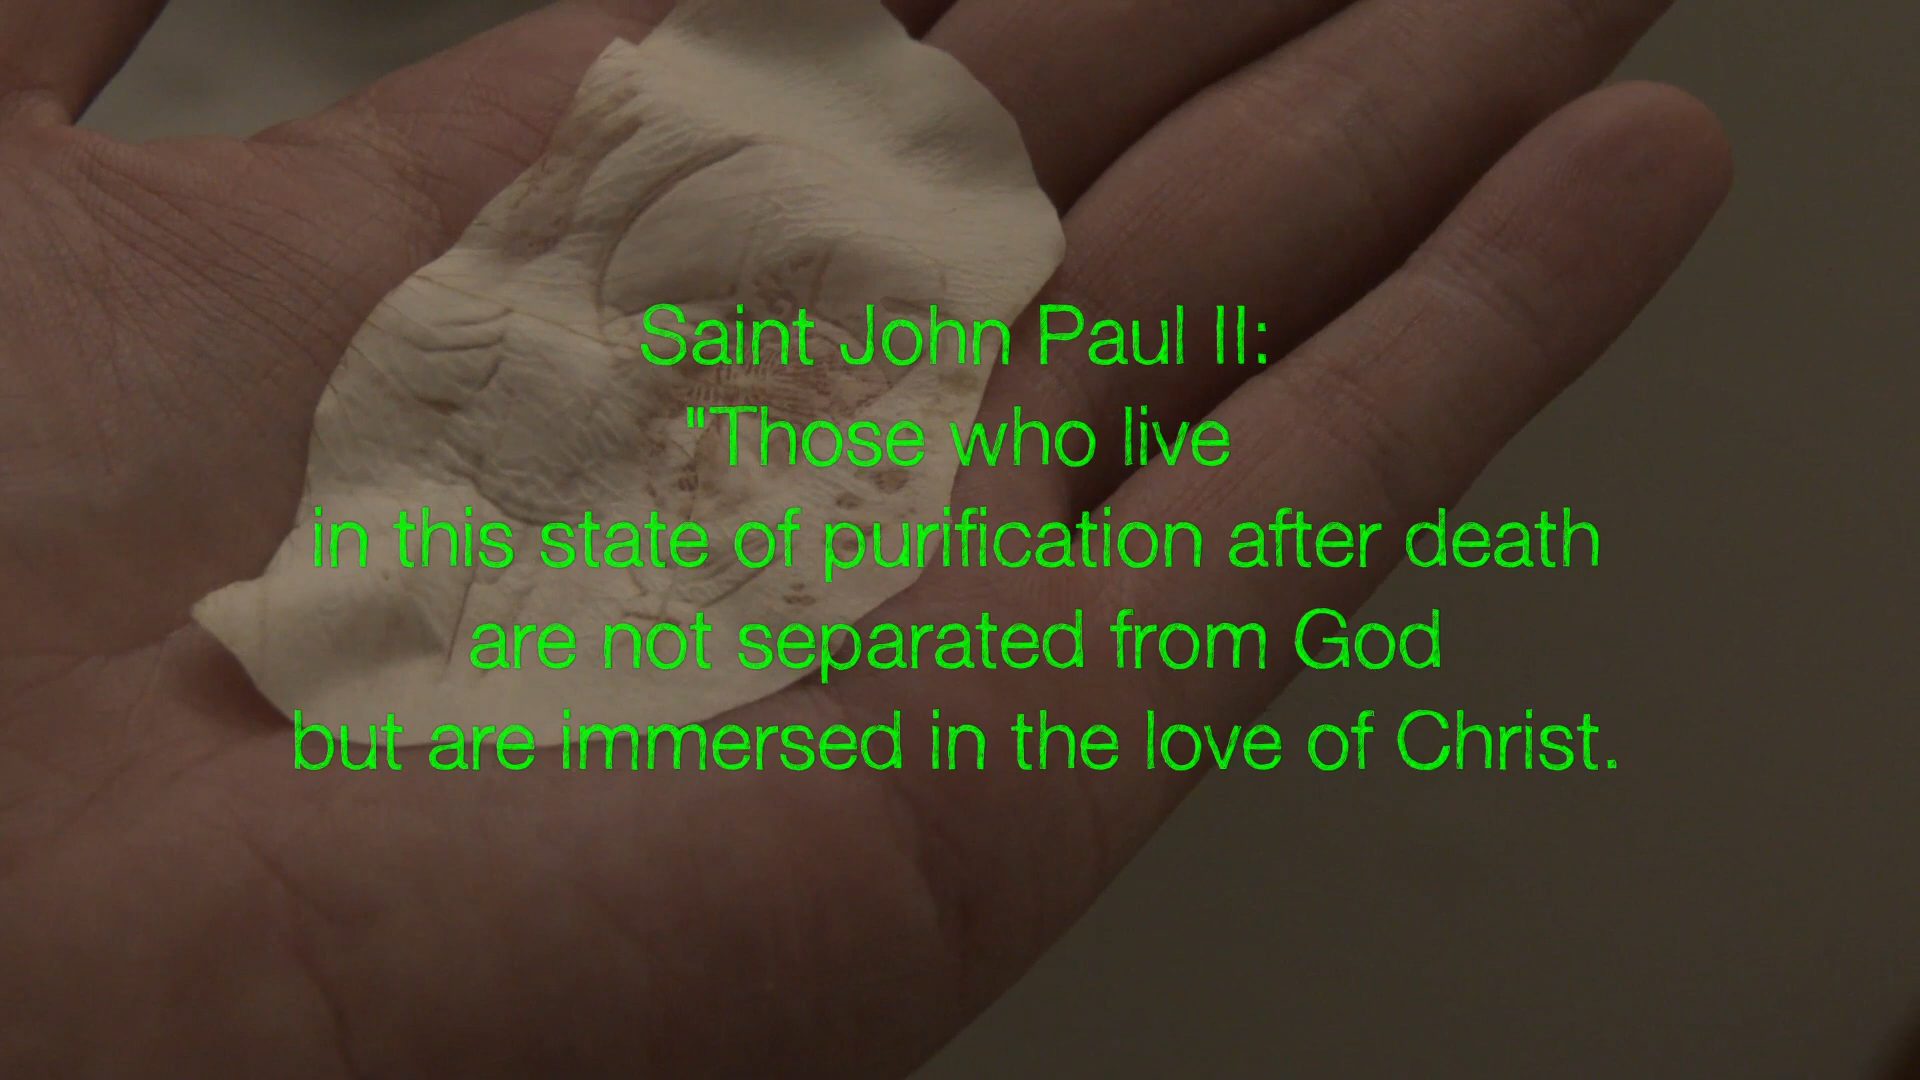 Saint John Paul II:
"Those who live
in this state of purification after death
are not separated from God
but are immersed in the love of Christ.